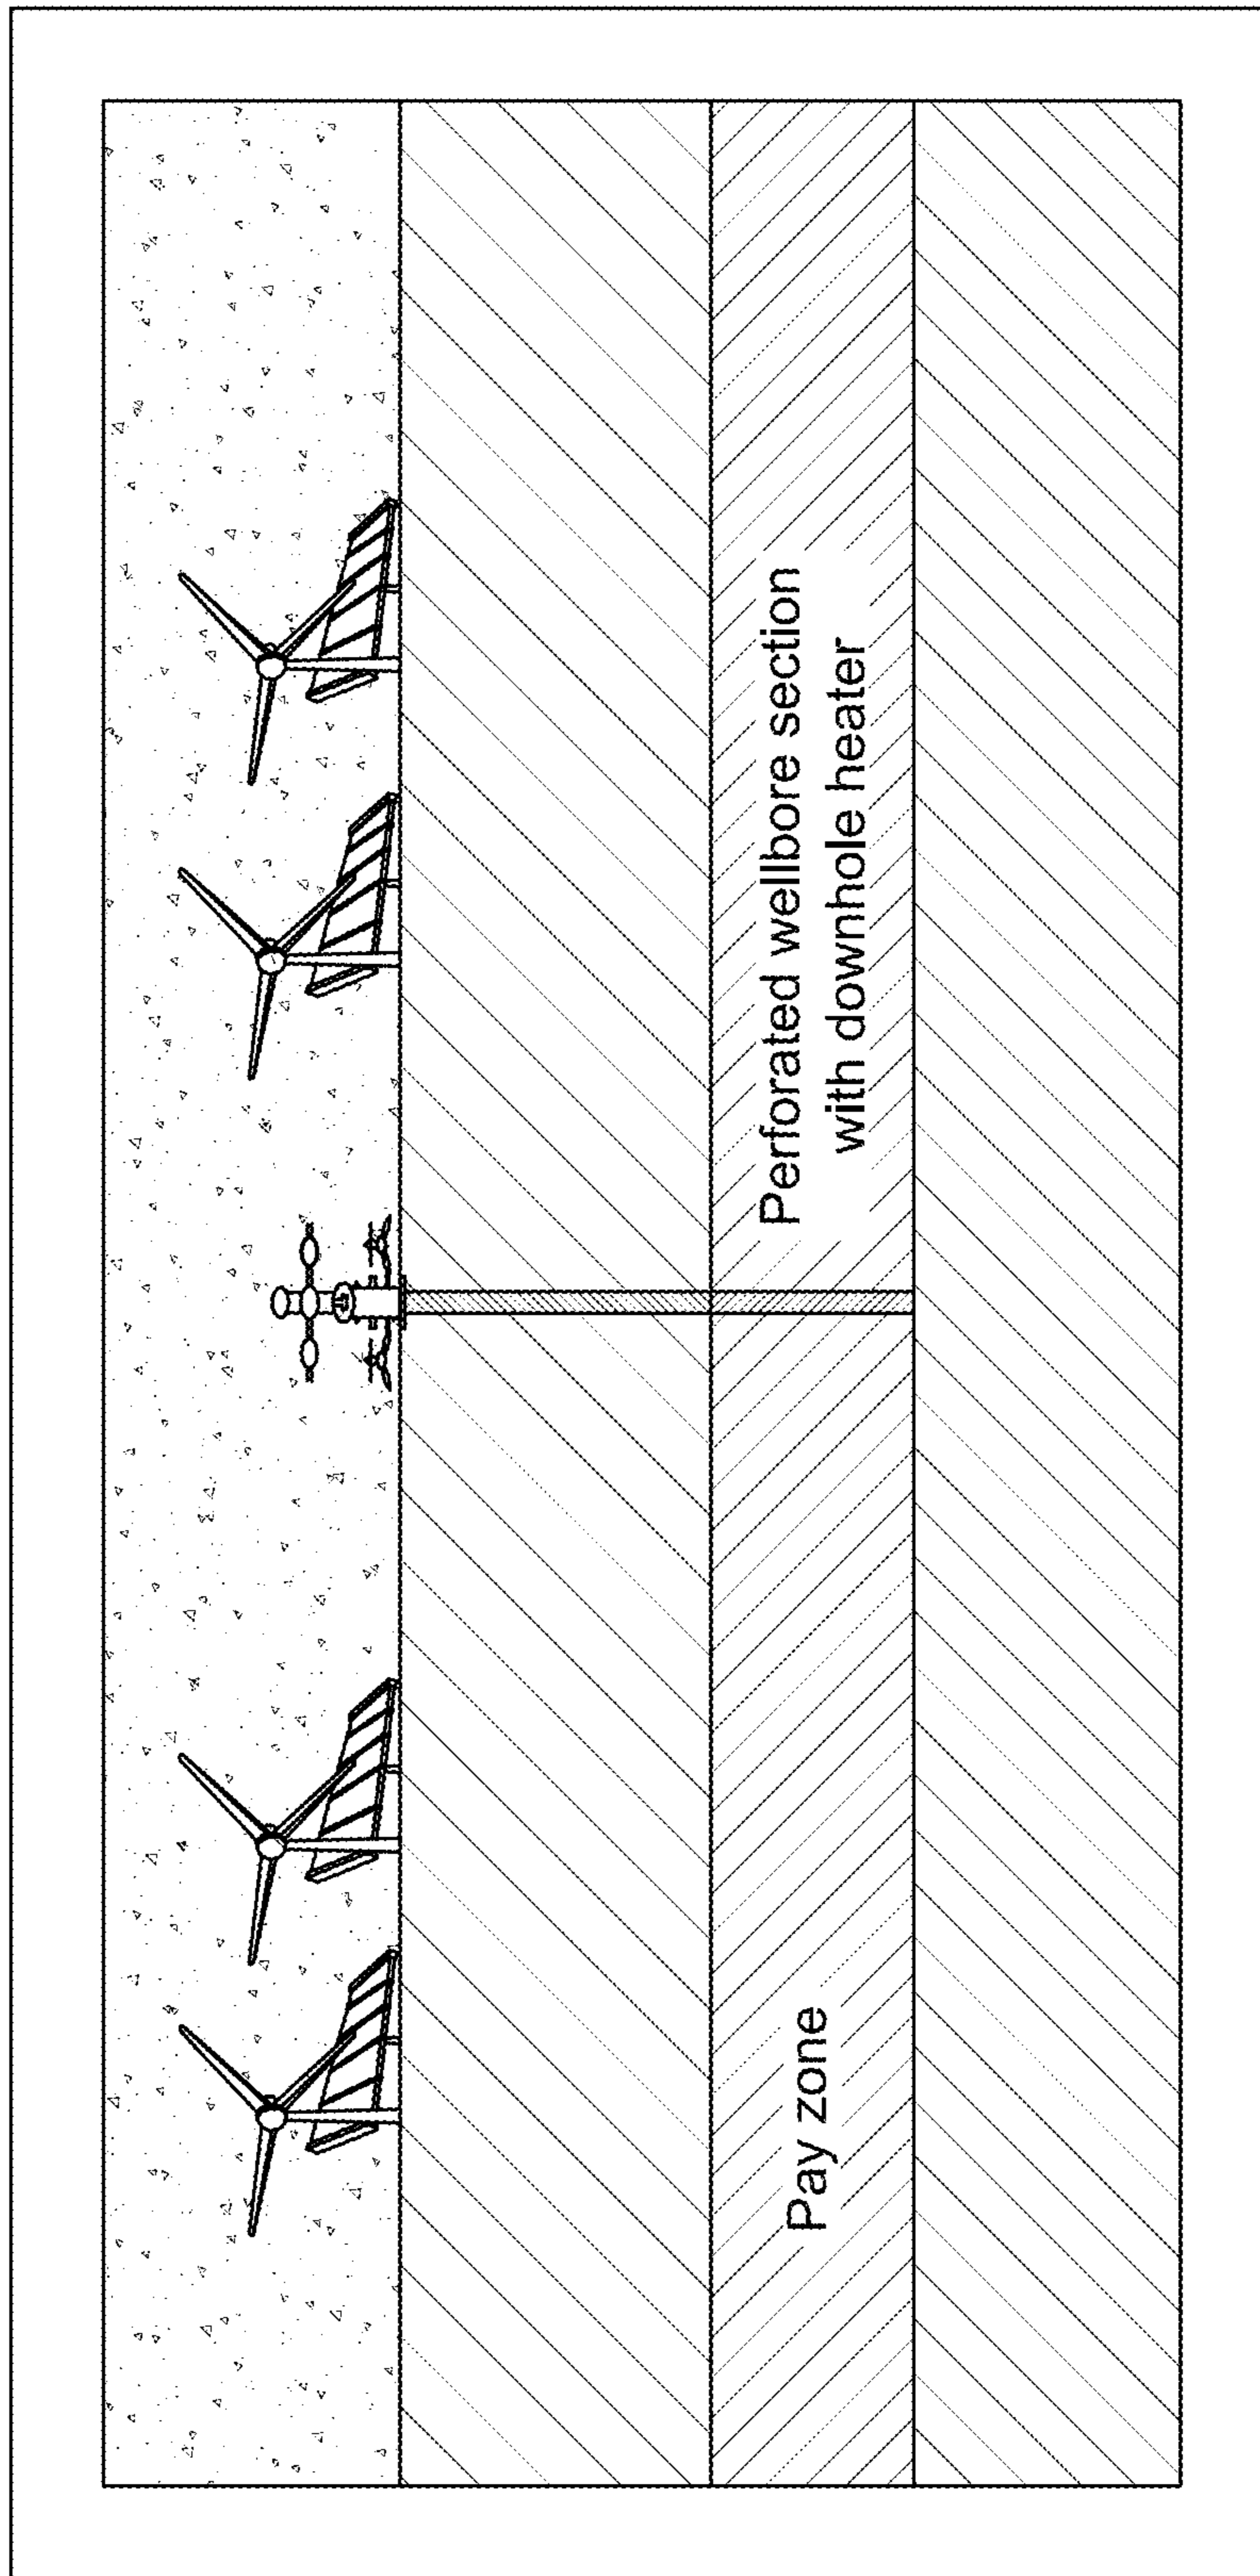 Pay zone
Perforated wellbore section
with downhole heater